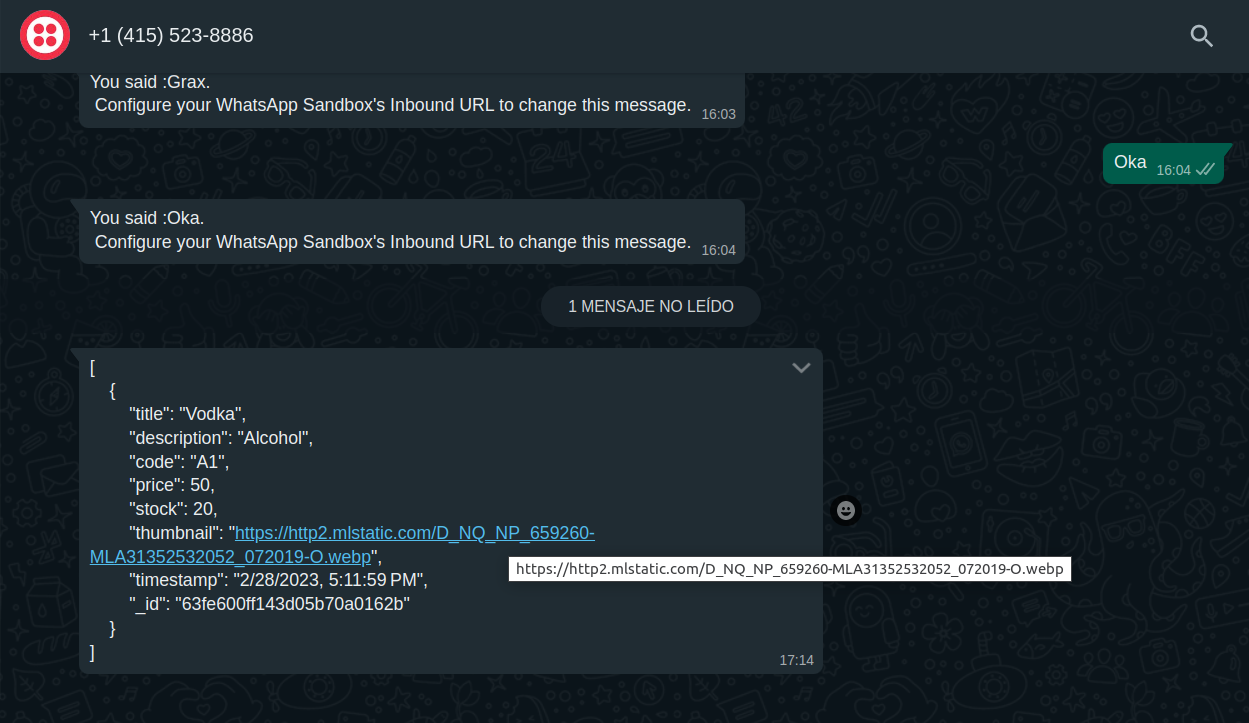 +1 (415) 523-8886
You said :Grax.
Configure your WhatsApp Sandbox's Inbound URL to change this message.
16:03
Oka
16:04
You said :Oka.
Configure your WhatsApp Sandbox's Inbound URL to change this message.
16:04
1 MENSAJE NO LEÍDO
[
{
"title": "Vodka",
"description": "Alcohol",
"code": "A1",
"price": 50,
"stock": 20,
"thumbnail": "https://http2.mlstatic.com/D_NQ_NP_659260-
MLA31352532052_072019-O.webp",
https://http2.mlstatic.com/D_NQ_NP_659260-MLA31352532052_072019-O.webp
"timestamp": "2/28/2023, 5:11:59 PM",
"_id": "63fe600ff143d05b70a0162b"
}
]
17:14